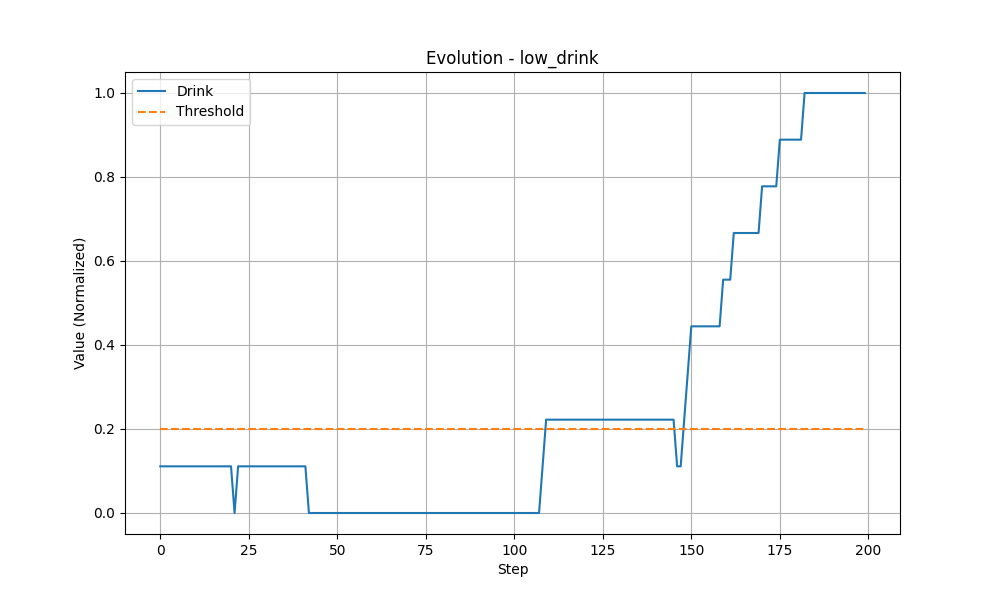 Evolution - low_drink
Drink
Threshold
1.0
0.8
0.6
0.4
0.2
0.0
Value (Normalized)
0 25 50 75 100 125 150 175 200
Step